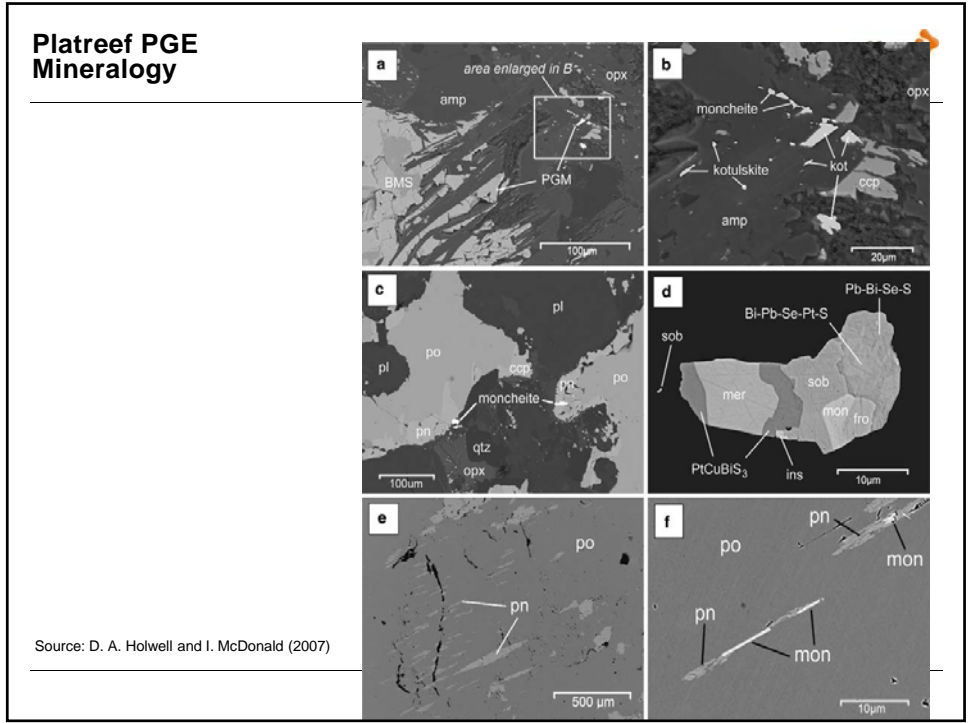 Platreef PGE
Mineralogy
a
area enlarged in B
opx
amp
BMS
PGM
100µm
b
opx
moncheite
kotulskite
kot
ccp
amp
20µm
c
pl
po
pl
ccp
pn
po
moncheite
pn
qtz
opx
100um
d
Pb-Bi-Se-S
Bi-Pb-Se-Pt-S
sob
mer
sob
mon
fro
PtCuBiS₃
ins
10µm
e
po
pn
500 µm
f
pn
po
mon
pn
mon
10µm
Source: D. A. Holwell and I. McDonald (2007)